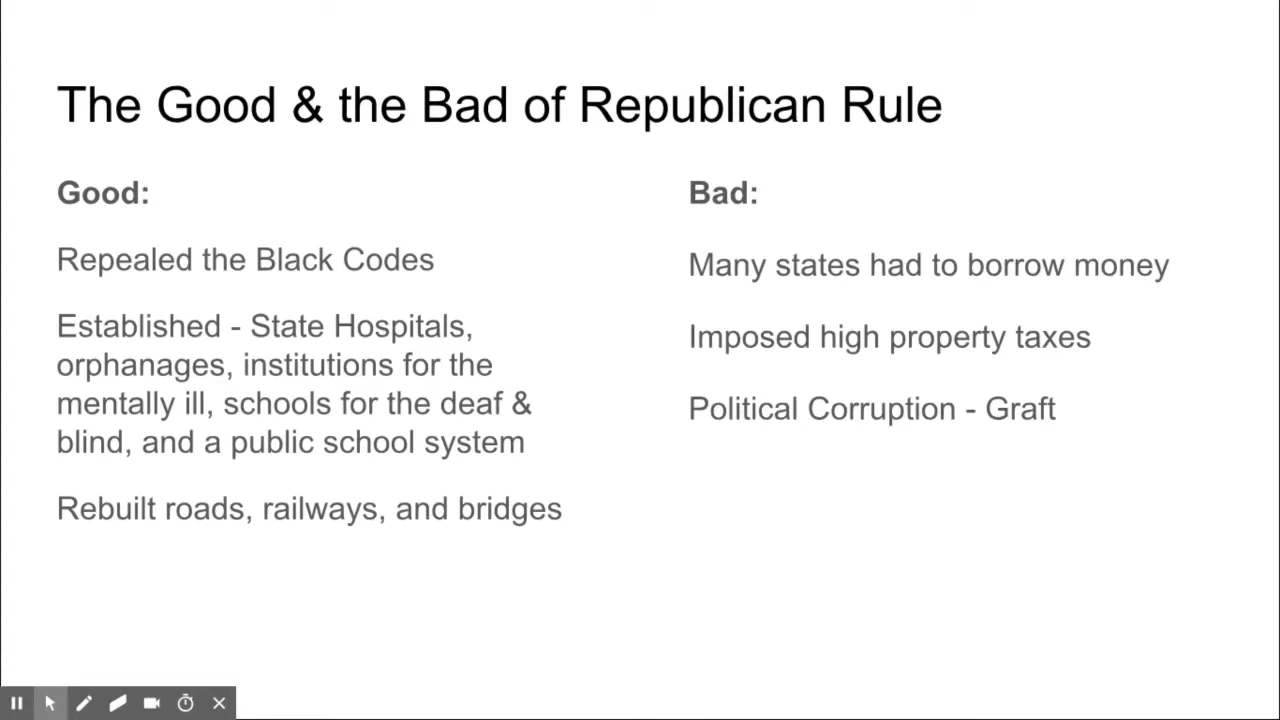 The Good & the Bad of Republican Rule
Good:
Repealed the Black Codes
Established - State Hospitals,
orphanages, institutions for the
mentally ill, schools for the deaf &
blind, and a public school system
Rebuilt roads, railways, and bridges
Bad:
Many states had to borrow money
Imposed high property taxes
Political Corruption - Graft